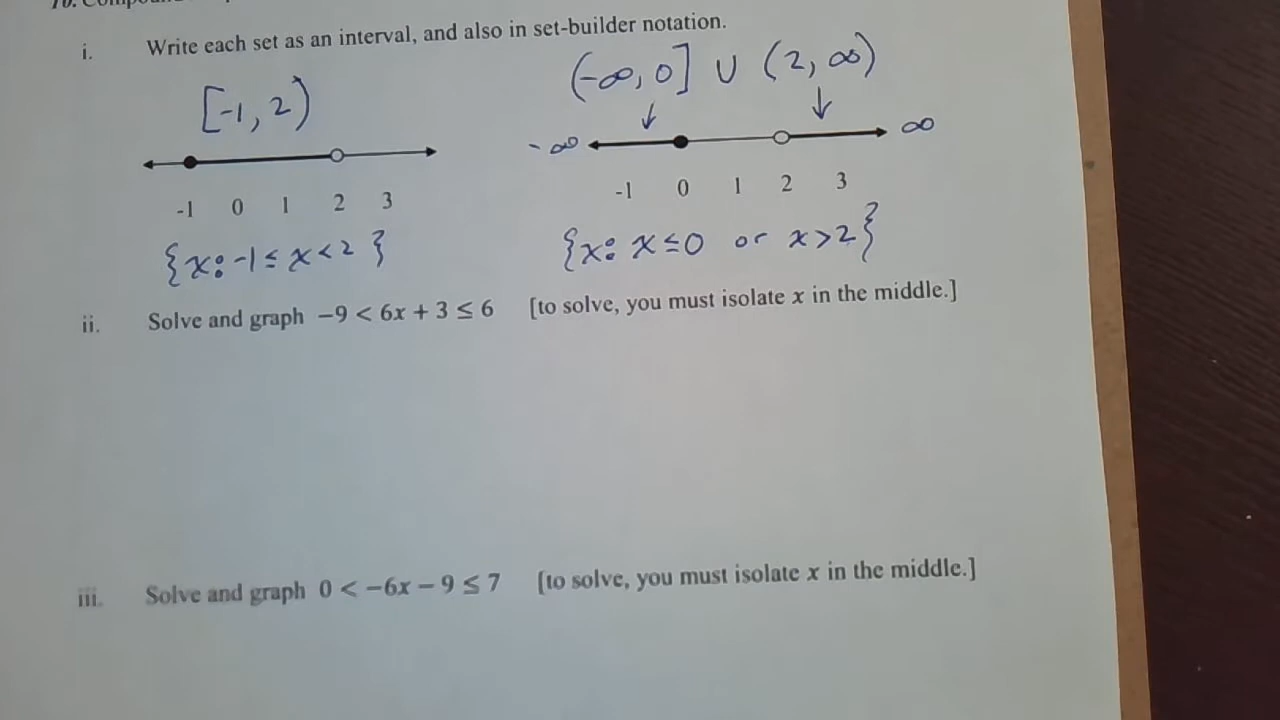 i. Write each set as an interval, and also in set-builder notation.
[-1, 2)
(-∞, 0] ∪ (2, ∞)
-∞ ∞
-1 0 1 2 3
-1 0 1 2 3
{x: -1 ≤ x < 2 }
{x: x ≤ 0 or x > 2}
ii. Solve and graph −9 < 6x + 3 ≤ 6 [to solve, you must isolate x in the middle.]
iii. Solve and graph 0 < −6x − 9 ≤ 7 [to solve, you must isolate x in the middle.]